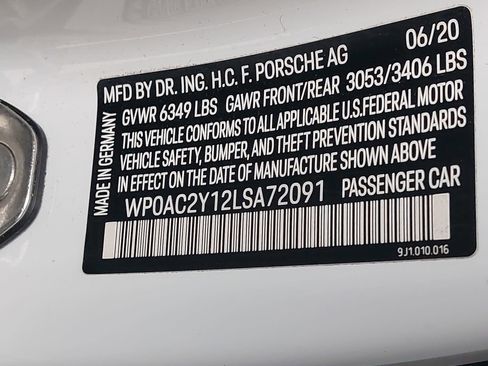 MFD BY DR. ING. H.C. F. PORSCHE AG 06/20
GVWR 6349 LBS GAWR FRONT/REAR 3053/3406 LBS
THIS VEHICLE CONFORMS TO ALL APPLICABLE U.S.FEDERAL MOTOR
VEHICLE SAFETY, BUMPER, AND THEFT PREVENTION STANDARDS
IN EFFECT ON THE DATE OF MANUFACTURE SHOWN ABOVE
WP0AC2Y12LSA72091 PASSENGER CAR
9J1.010.016
MADE IN GERMANY